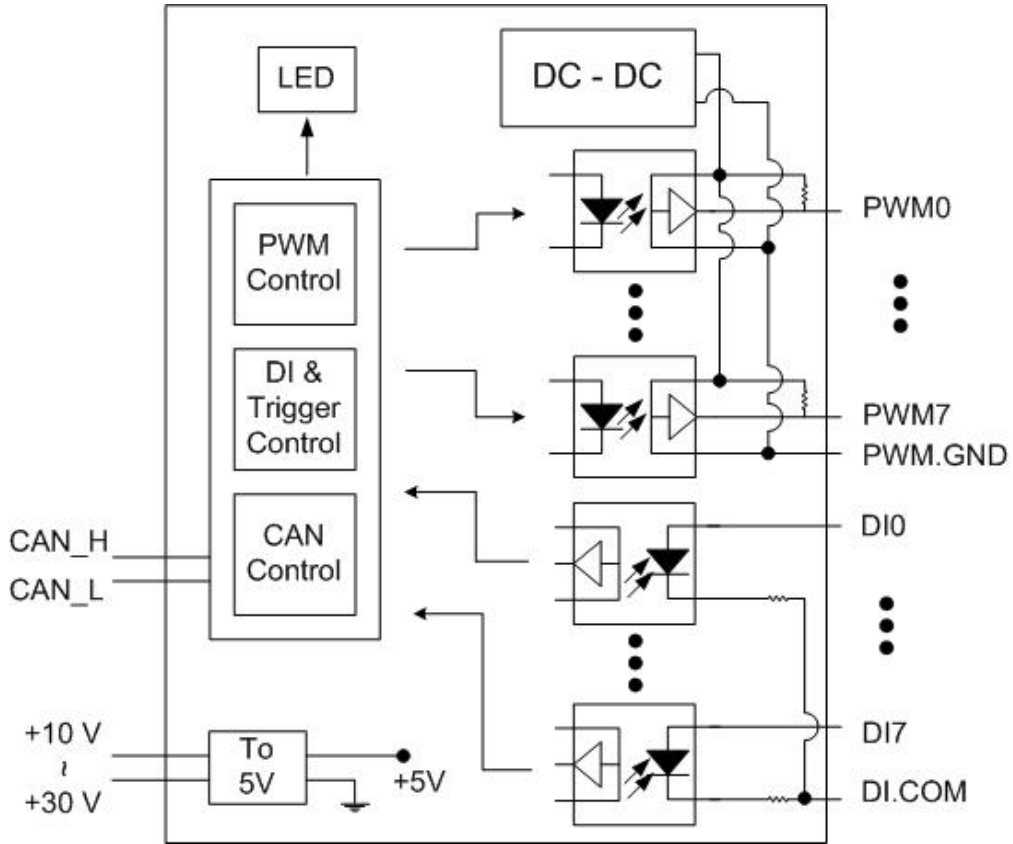 LED
DC - DC
PWM
Control
PWM0
DI &
Trigger
Control
PWM7
PWM.GND
CAN
Control
CAN_H
CAN_L
DI0
+10 V
~
+30 V
To
5V
+5V
DI7
DI.COM